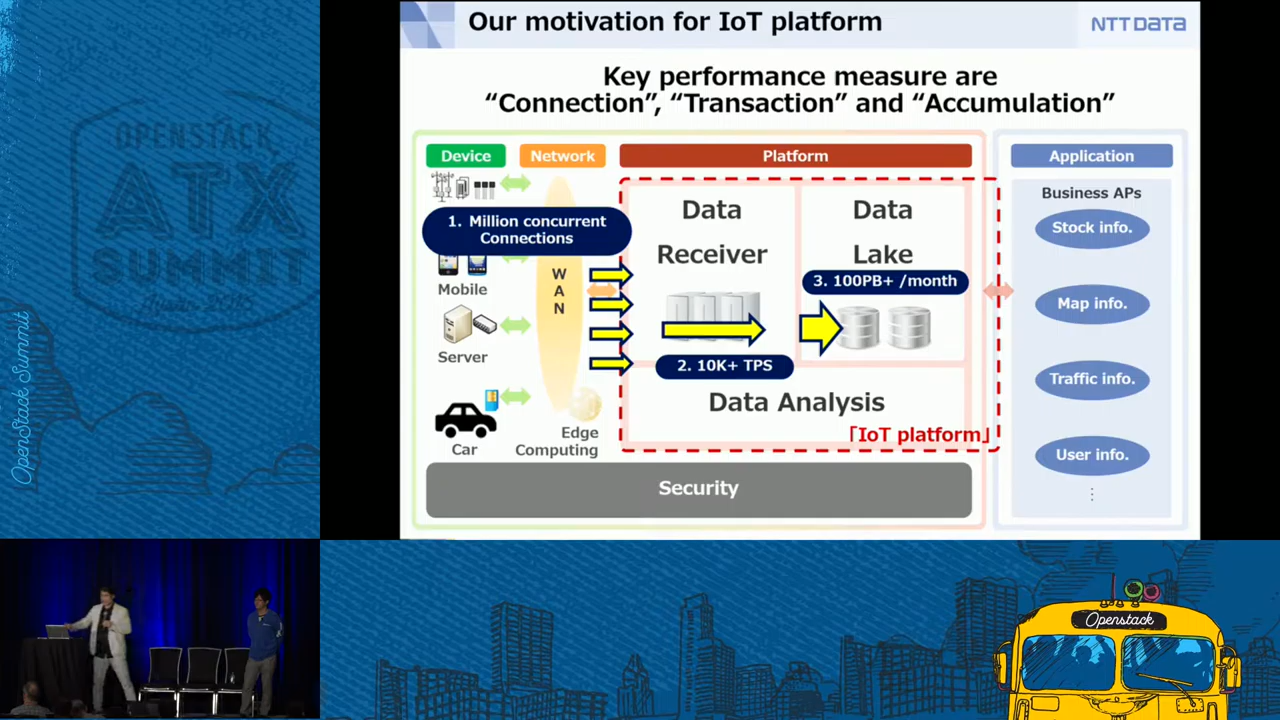 Our motivation for IoT platform
NTT DATA
Key performance measure are
“Connection”, “Transaction” and “Accumulation”
Device
Network
Platform
Application
1. Million concurrent
Connections
Mobile
Server
Car
W
A
N
Edge
Computing
Data
Receiver
2. 10K+ TPS
Data
Lake
3. 100PB+ /month
Data Analysis
「IoT platform」
Security
Business APs
Stock info.
Map info.
Traffic info.
User info.
⋮
OPENSTACK
ATX
SUMMIT
OpenStack Summit
Openstack